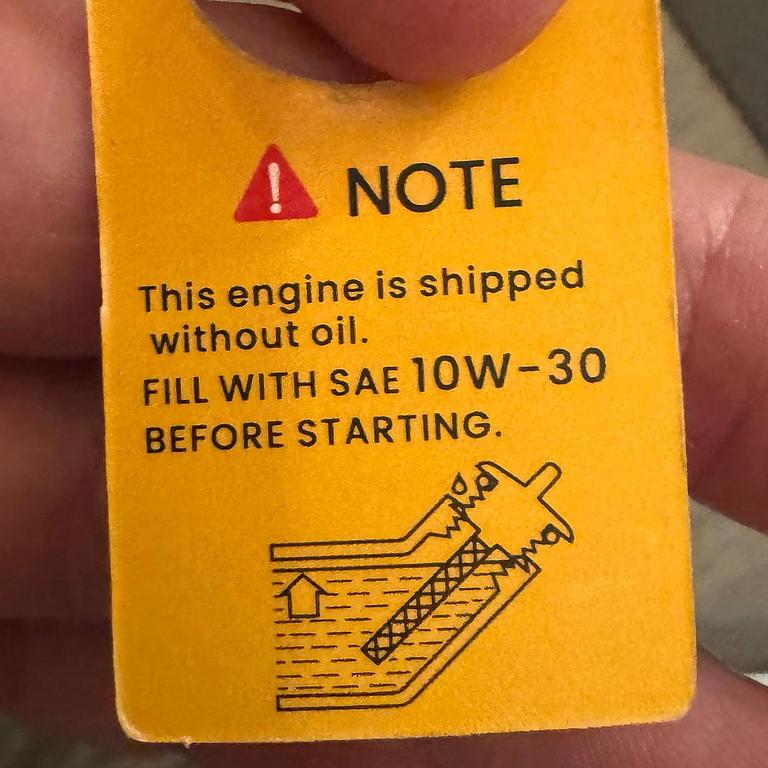 NOTE
This engine is shipped
without oil.
FILL WITH SAE 10W-30
BEFORE STARTING.